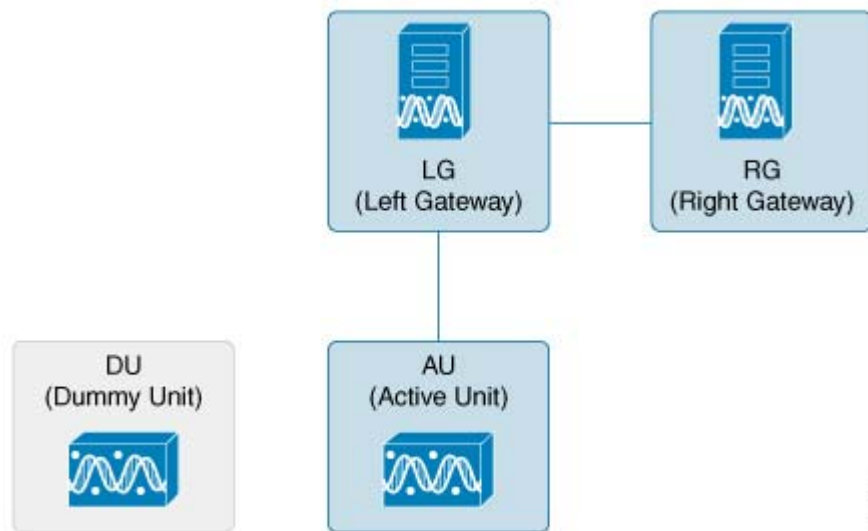 LG
(Left Gateway)
RG
(Right Gateway)
DU
(Dummy Unit)
AU
(Active Unit)